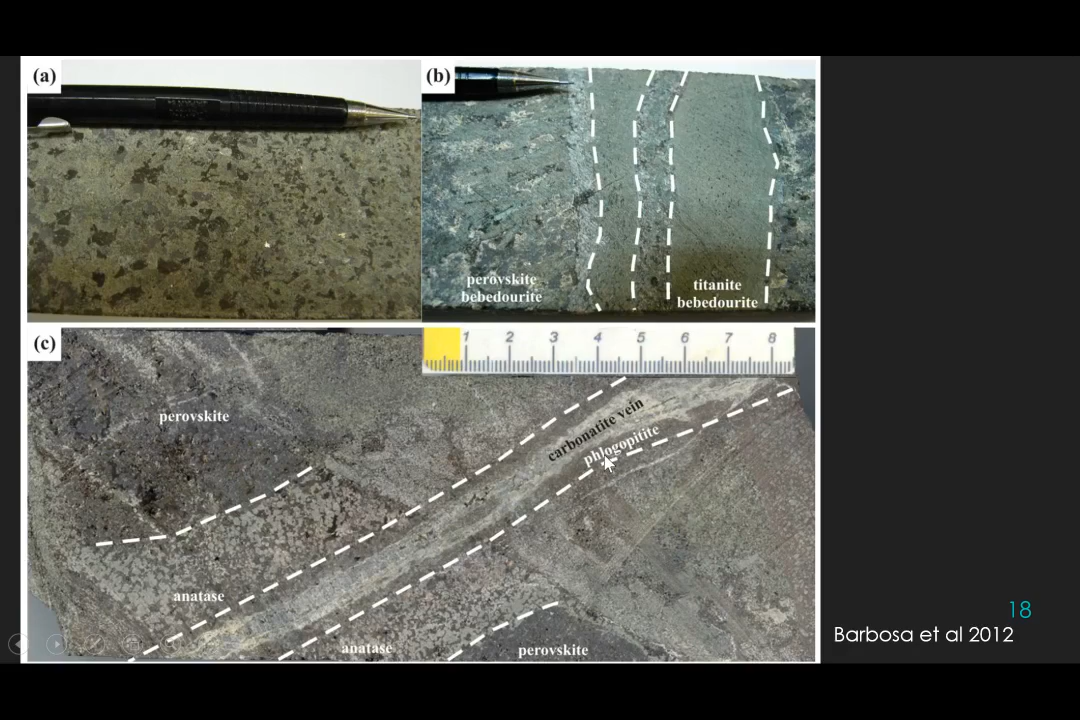 (a)
(b)
perovskite
bebedourite
titanite
bebedourite
(c)
1 2 3 4 5 6 7 8
perovskite
carbonatite vein
phlogopitite
anatase
anatase
perovskite
18
Barbosa et al 2012